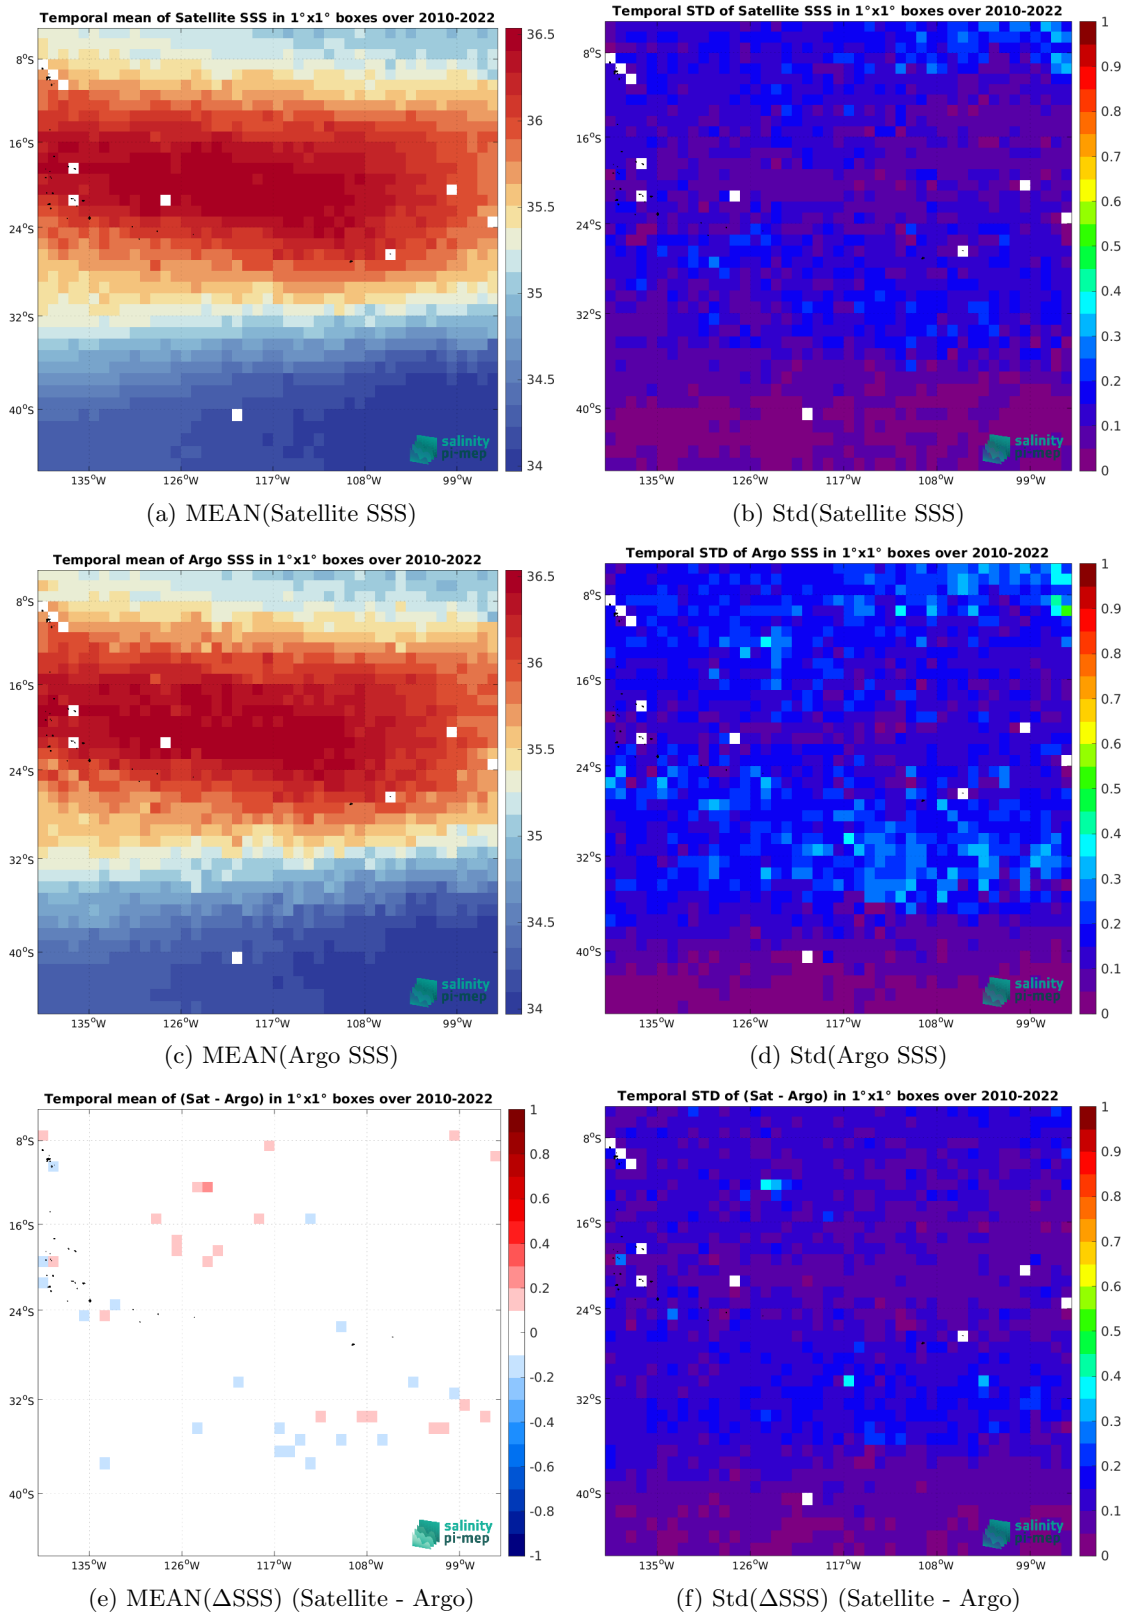 Temporal mean of Satellite SSS in 1°x1° boxes over 2010-2022
8°S
16°S
24°S
32°S
40°S
135°W
126°W
117°W
108°W
99°W
36.5
36
35.5
35
34.5
34
salinity
pi-mep
(a) MEAN(Satellite SSS)
Temporal STD of Satellite SSS in 1°x1° boxes over 2010-2022
8°S
16°S
24°S
32°S
40°S
135°W
126°W
117°W
108°W
99°W
1
0.9
0.8
0.7
0.6
0.5
0.4
0.3
0.2
0.1
0
salinity
pi-mep
(b) Std(Satellite SSS)
Temporal mean of Argo SSS in 1°x1° boxes over 2010-2022
8°S
16°S
24°S
32°S
40°S
135°W
126°W
117°W
108°W
99°W
36.5
36
35.5
35
34.5
34
salinity
pi-mep
(c) MEAN(Argo SSS)
Temporal STD of Argo SSS in 1°x1° boxes over 2010-2022
8°S
16°S
24°S
32°S
40°S
135°W
126°W
117°W
108°W
99°W
1
0.9
0.8
0.7
0.6
0.5
0.4
0.3
0.2
0.1
0
salinity
pi-mep
(d) Std(Argo SSS)
Temporal mean of (Sat - Argo) in 1°x1° boxes over 2010-2022
8°S
16°S
24°S
32°S
40°S
135°W
126°W
117°W
108°W
99°W
1
0.8
0.6
0.4
0.2
0
-0.2
-0.4
-0.6
-0.8
-1
salinity
pi-mep
(e) MEAN(ΔSSS) (Satellite - Argo)
Temporal STD of (Sat - Argo) in 1°x1° boxes over 2010-2022
8°S
16°S
24°S
32°S
40°S
135°W
126°W
117°W
108°W
99°W
1
0.9
0.8
0.7
0.6
0.5
0.4
0.3
0.2
0.1
0
salinity
pi-mep
(f) Std(ΔSSS) (Satellite - Argo)